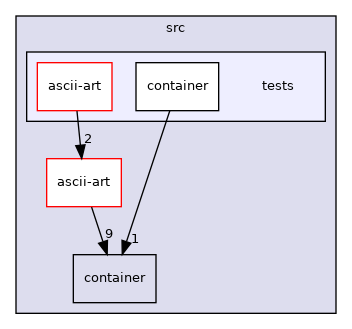 src
ascii-art
container
tests
2
ascii-art
9
1
container